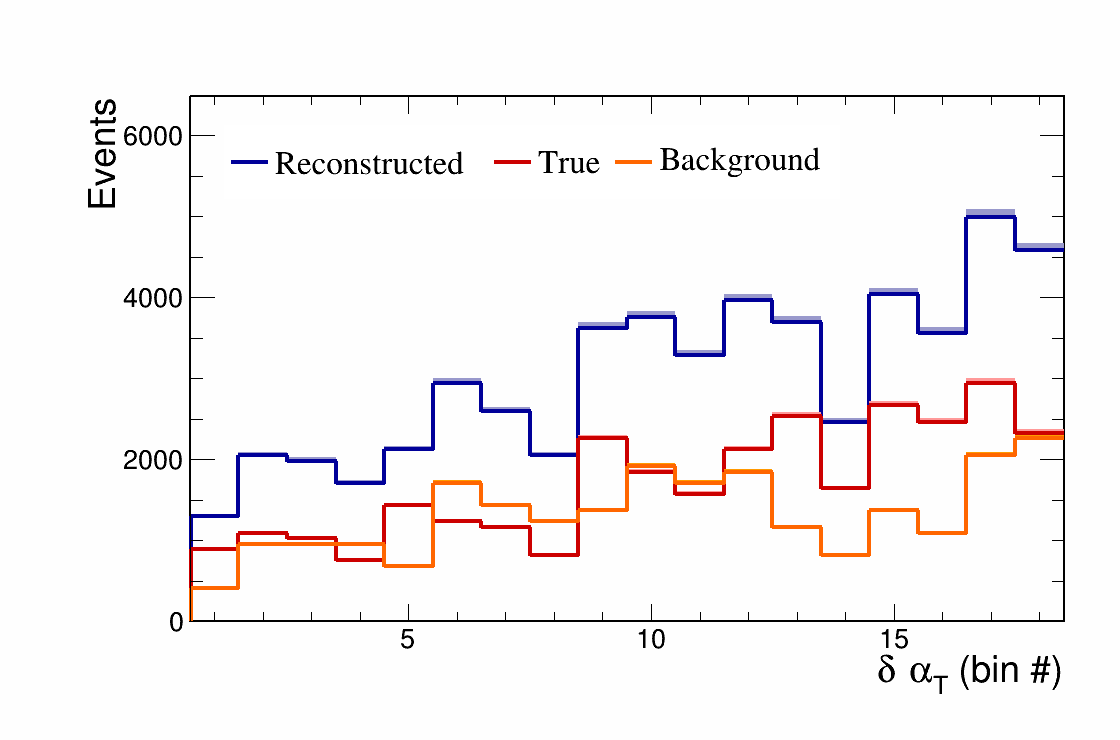 Events
6000
4000
2000
0
Reconstructed True Background
5 10 15
δ α_T (bin #)